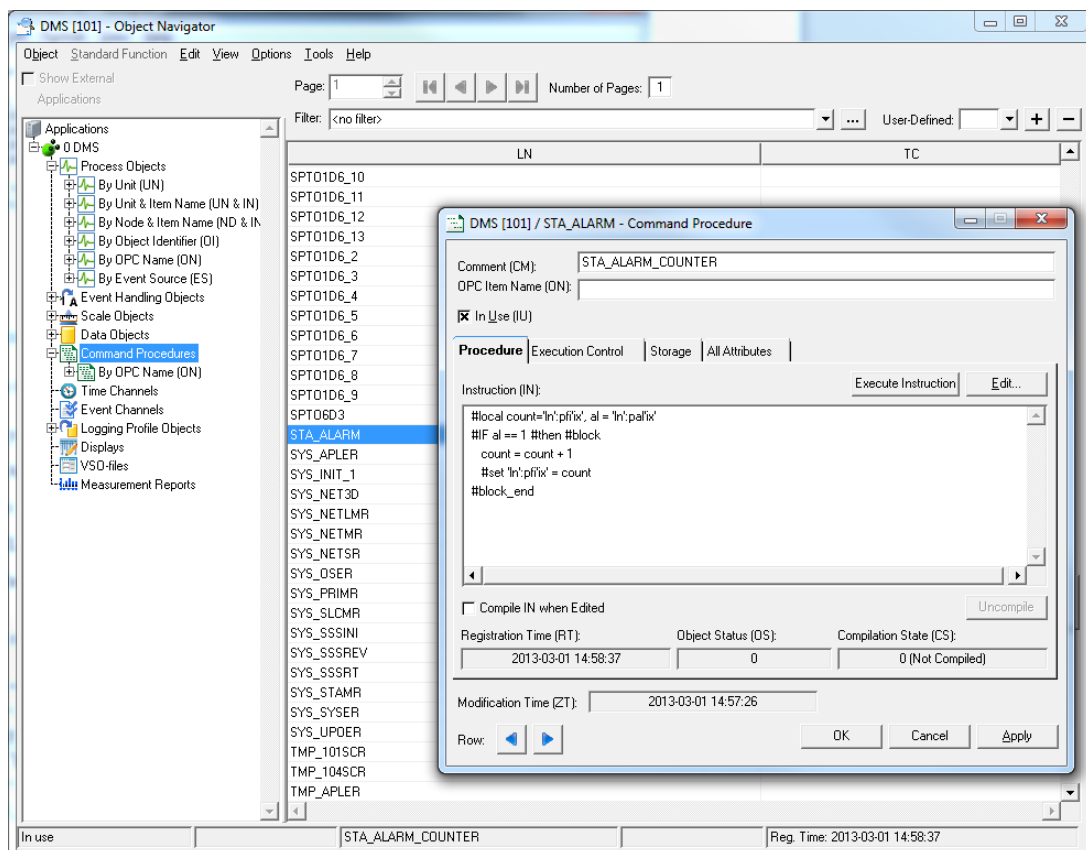 DMS [101] - Object Navigator
Object Standard Function Edit View Options Tools Help
Show External
Applications
Page: 1 Number of Pages: 1
Filter: <no filter> ... User-Defined: + −
Applications
0 DMS
Process Objects
By Unit (UN)
By Unit & Item Name (UN & IN)
By Node & Item Name (ND & IN
By Object Identifier (OI)
By OPC Name (ON)
By Event Source (ES)
Event Handling Objects
Scale Objects
Data Objects
Command Procedures
By OPC Name (ON)
Time Channels
Event Channels
Logging Profile Objects
Displays
VSO-files
Measurement Reports
LN TC
SPTO1D6_10
SPTO1D6_11
SPTO1D6_12
SPTO1D6_13
SPTO1D6_2
SPTO1D6_3
SPTO1D6_4
SPTO1D6_5
SPTO1D6_6
SPTO1D6_7
SPTO1D6_8
SPTO1D6_9
SPTO6D3
STA_ALARM
SYS_APLER
SYS_INIT_1
SYS_NET3D
SYS_NETLMR
SYS_NETMR
SYS_NETSR
SYS_OSER
SYS_PRIMR
SYS_SLCMR
SYS_SSSINI
SYS_SSSREV
SYS_SSSRT
SYS_STAMR
SYS_SYSER
SYS_UPDER
TMP_101SCR
TMP_104SCR
TMP_APLER
DMS [101] / STA_ALARM - Command Procedure
Comment (CM): STA_ALARM_COUNTER
OPC Item Name (ON):
In Use (IU)
Procedure Execution Control Storage All Attributes
Instruction (IN): Execute Instruction Edit...
#local count='ln':pfi'ix', al = 'ln':pal'ix'
#IF al == 1 #then #block
count = count + 1
#set 'ln':pfi'ix' = count
#block_end
Compile IN when Edited Uncompile
Registration Time (RT): Object Status (OS): Compilation State (CS):
2013-03-01 14:58:37 0 0 (Not Compiled)
Modification Time (ZT): 2013-03-01 14:57:26
Row: OK Cancel Apply
In use STA_ALARM_COUNTER Reg. Time: 2013-03-01 14:58:37